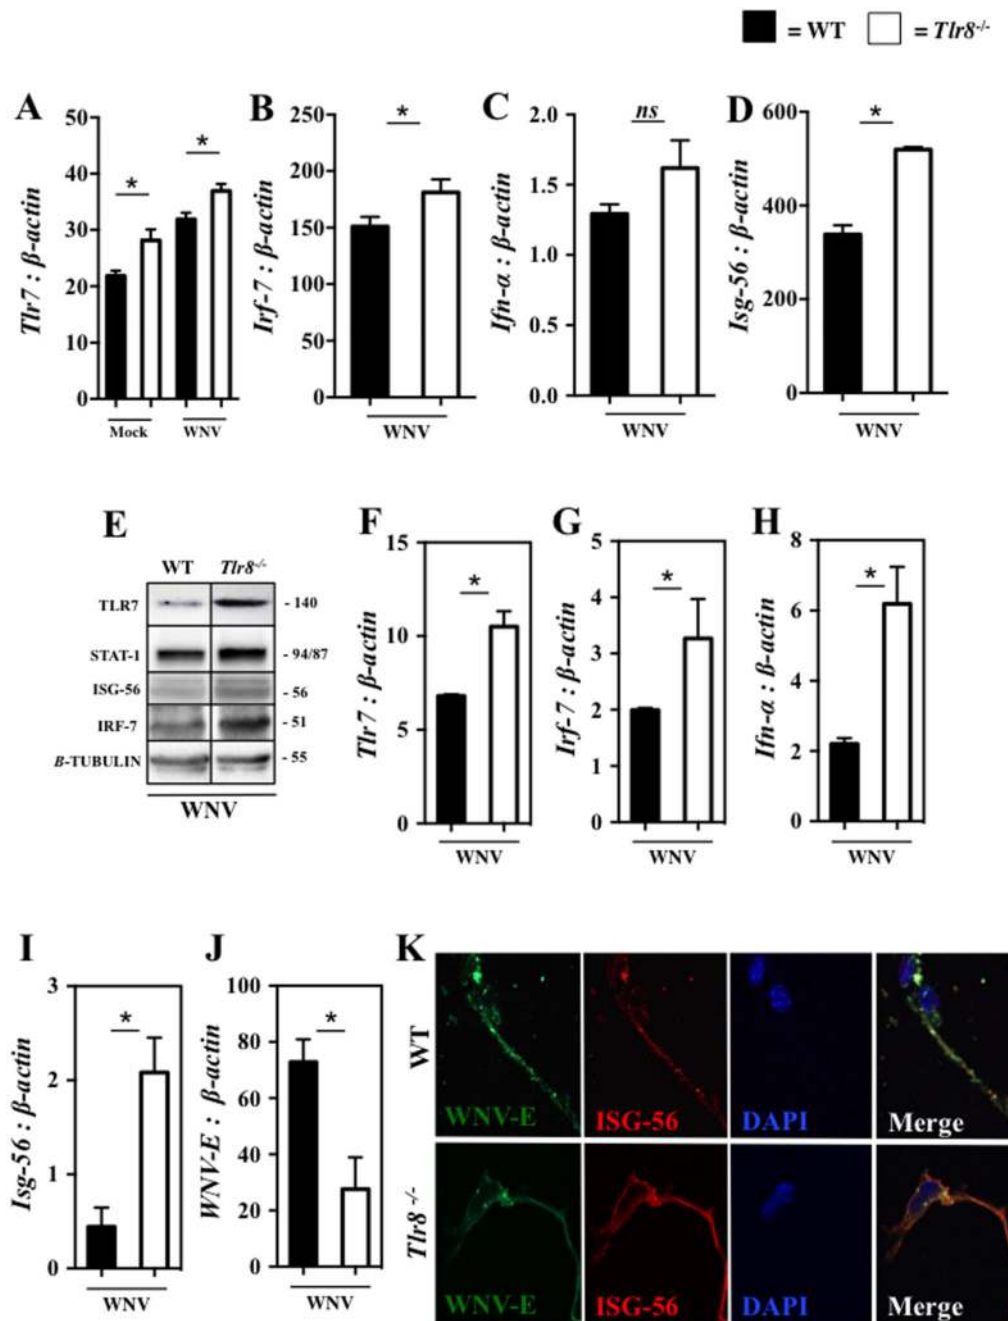 = WT = Tlr8-/-
A B C D
Tlr7 : β-actin
50
40
30
20
10
0
*
*
Mock WNV
Irf-7 : β-actin
250
200
150
100
50
0
*
WNV
Ifn-α : β-actin
2.0
1.5
1.0
0.5
0.0
ns
WNV
Isg-56 : β-actin
600
400
200
0
*
WNV
E
WT Tlr8-/-
TLR7 - 140
STAT-1 - 94/87
ISG-56 - 56
IRF-7 - 51
B-TUBULIN - 55
WNV
F
Tlr7 : β-actin
15
10
5
0
*
WNV
G
Irf-7 : β-actin
5
4
3
2
1
0
*
WNV
H
Ifn-α : β-actin
8
6
4
2
0
*
WNV
I
Isg-56 : β-actin
3
2
1
0
*
WNV
J
WNV-E : β-actin
100
80
60
40
20
0
*
WNV
K
WT
WNV-E ISG-56 DAPI Merge
Tlr8 -/-
WNV-E ISG-56 DAPI Merge